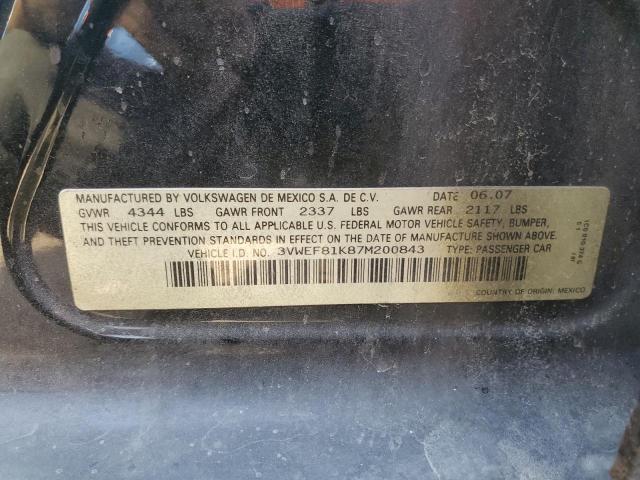 MANUFACTURED BY VOLKSWAGEN DE MEXICO S.A. DE C.V. DATE 06.07
GVWR 4344 LBS GAWR FRONT 2337 LBS GAWR REAR 2117 LBS
THIS VEHICLE CONFORMS TO ALL APPLICABLE U.S. FEDERAL MOTOR VEHICLE SAFETY, BUMPER,
AND THEFT PREVENTION STANDARDS IN EFFECT ON THE DATE OF MANUFACTURE SHOWN ABOVE.
VEHICLE I.D. NO. 3VWEF81K87M200843 TYPE: PASSENGER CAR
COUNTRY OF ORIGIN: MEXICO